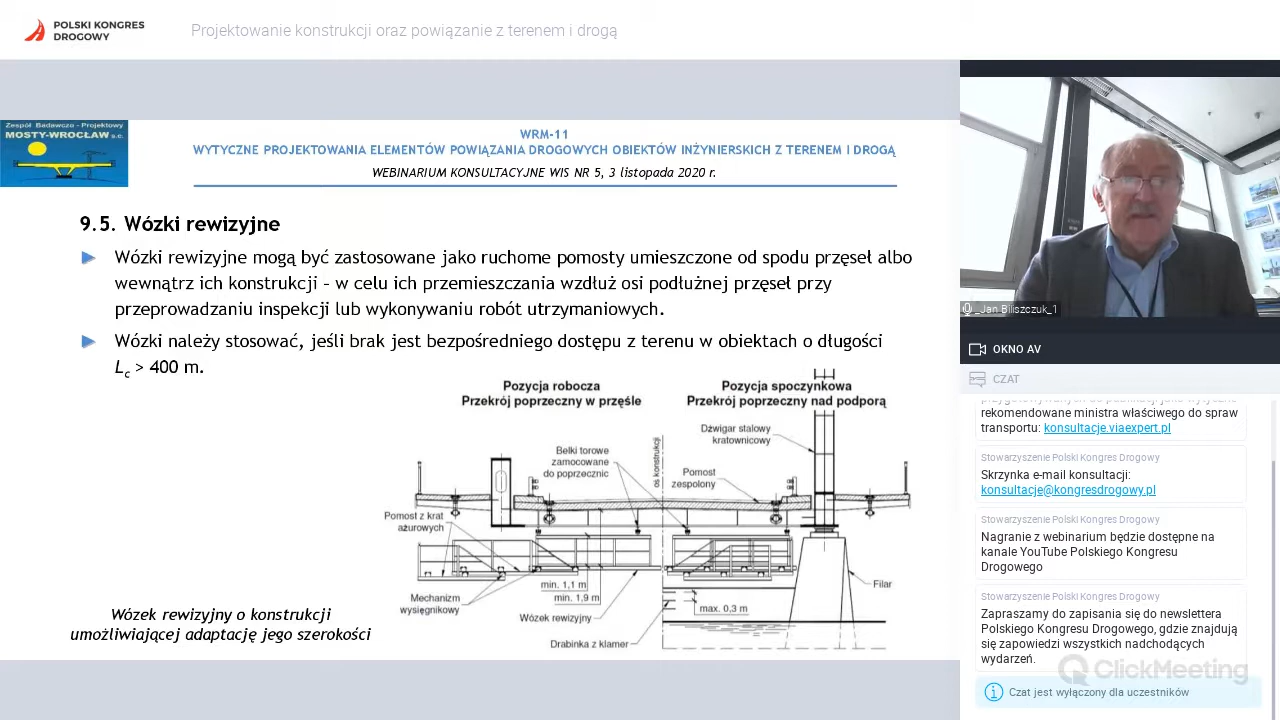 POLSKI KONGRES
DROGOWY
Projektowanie konstrukcji oraz powiązanie z terenem i drogą
Zespół Badawczo - Projektowy
MOSTY-WROCŁAW s.c.
WRM-11
WYTYCZNE PROJEKTOWANIA ELEMENTÓW POWIĄZANIA DROGOWYCH OBIEKTÓW INŻYNIERSKICH Z TERENEM I DROGĄ
WEBINARIUM KONSULTACYJNE WIS NR 5, 3 listopada 2020 r.
9.5. Wózki rewizyjne
Wózki rewizyjne mogą być zastosowane jako ruchome pomosty umieszczone od spodu przęseł albo
wewnątrz ich konstrukcji – w celu ich przemieszczania wzdłuż osi podłużnej przęseł przy
przeprowadzaniu inspekcji lub wykonywaniu robót utrzymaniowych.
Wózki należy stosować, jeśli brak jest bezpośredniego dostępu z terenu w obiektach o długości
Lc > 400 m.
Pozycja robocza
Przekrój poprzeczny w przęśle
Pozycja spoczynkowa
Przekrój poprzeczny nad podporą
Dźwigar stalowy
kratownicowy
Belki torowe
zamocowane
do poprzecznic
oś konstrukcji
Pomost
zespolony
Pomost z krat
ażurowych
min. 1,1 m
min. 1,9 m
Mechanizm
wysięgnikowy
Wózek rewizyjny
Drabinka z klamer
max. 0,3 m
Filar
Wózek rewizyjny o konstrukcji
umożliwiającej adaptację jego szerokości
_Jan Biliszczuk_1
OKNO AV
CZAT
przygotowywanych do publikacji jako wytyczne
rekomendowane ministra właściwego do spraw
transportu: konsultacje.viaexpert.pl
Stowarzyszenie Polski Kongres Drogowy
Skrzynka e-mail konsultacji:
konsultacje@kongresdrogowy.pl
Stowarzyszenie Polski Kongres Drogowy
Nagranie z webinarium będzie dostępne na
kanale YouTube Polskiego Kongresu
Drogowego
Stowarzyszenie Polski Kongres Drogowy
Zapraszamy do zapisania się do newslettera
Polskiego Kongresu Drogowego, gdzie znajdują
się zapowiedzi wszystkich nadchodzących
wydarzeń.
ClickMeeting
Czat jest wyłączony dla uczestników